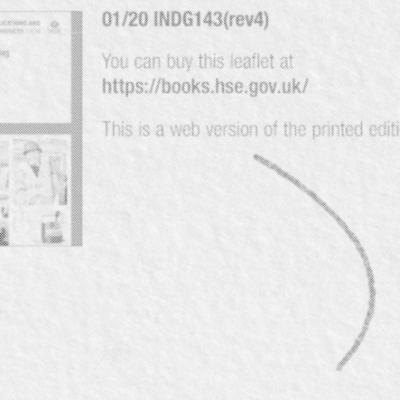 01/20 INDG143(rev4)
You can buy this leaflet at
https://books.hse.gov.uk/
This is a web version of the printed editi